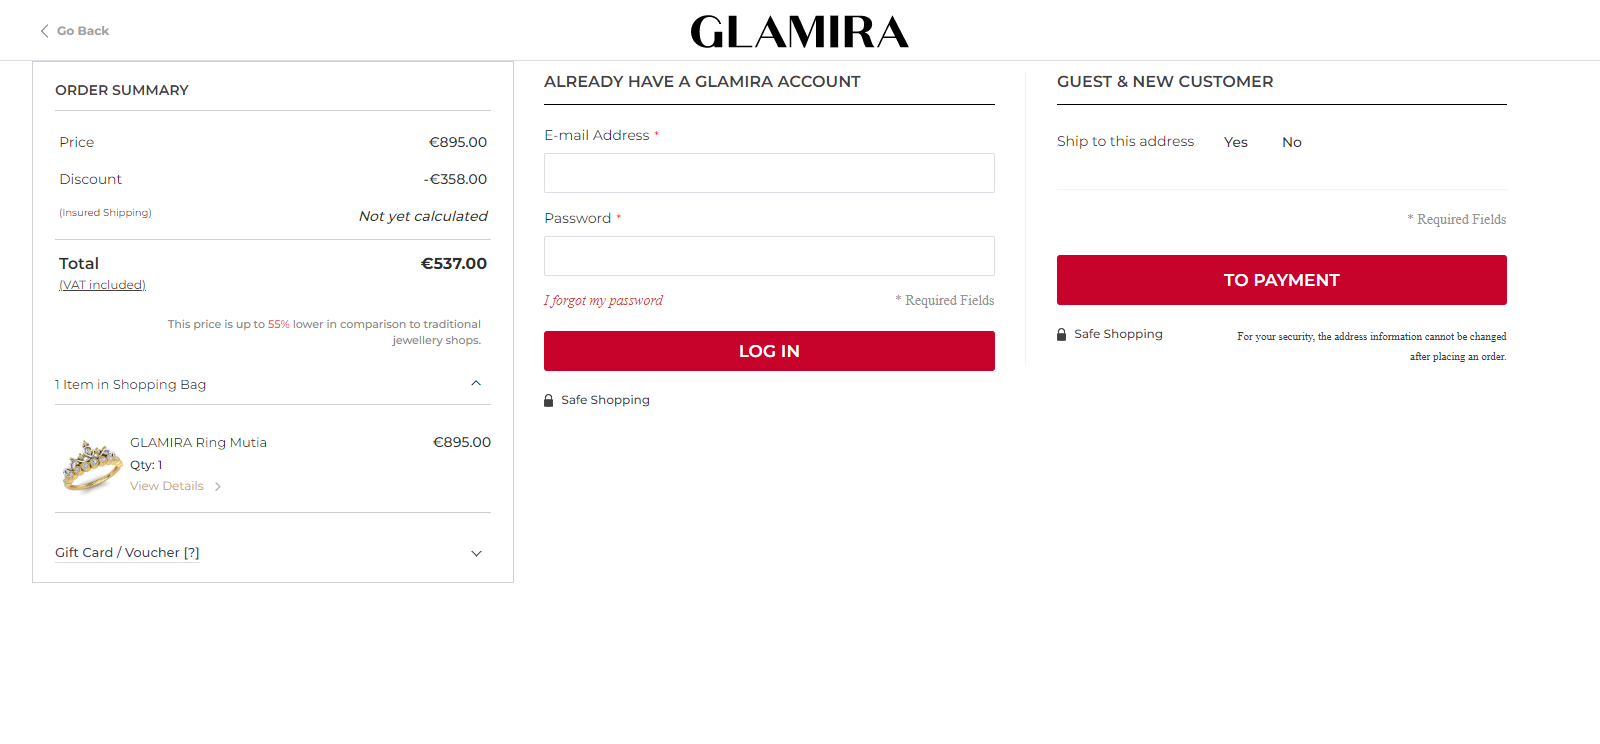 Go Back
GLAMIRA
ORDER SUMMARY
Price €895.00
Discount -€358.00
(Insured Shipping) Not yet calculated
Total €537.00
(VAT included)
This price is up to 55% lower in comparison to traditional
jewellery shops.
1 Item in Shopping Bag
GLAMIRA Ring Mutia €895.00
Qty: 1
View Details
Gift Card / Voucher [?]
ALREADY HAVE A GLAMIRA ACCOUNT
E-mail Address *
Password *
I forgot my password * Required Fields
LOG IN
Safe Shopping
GUEST & NEW CUSTOMER
Ship to this address Yes No
* Required Fields
TO PAYMENT
Safe Shopping
For your security, the address information cannot be changed
after placing an order.